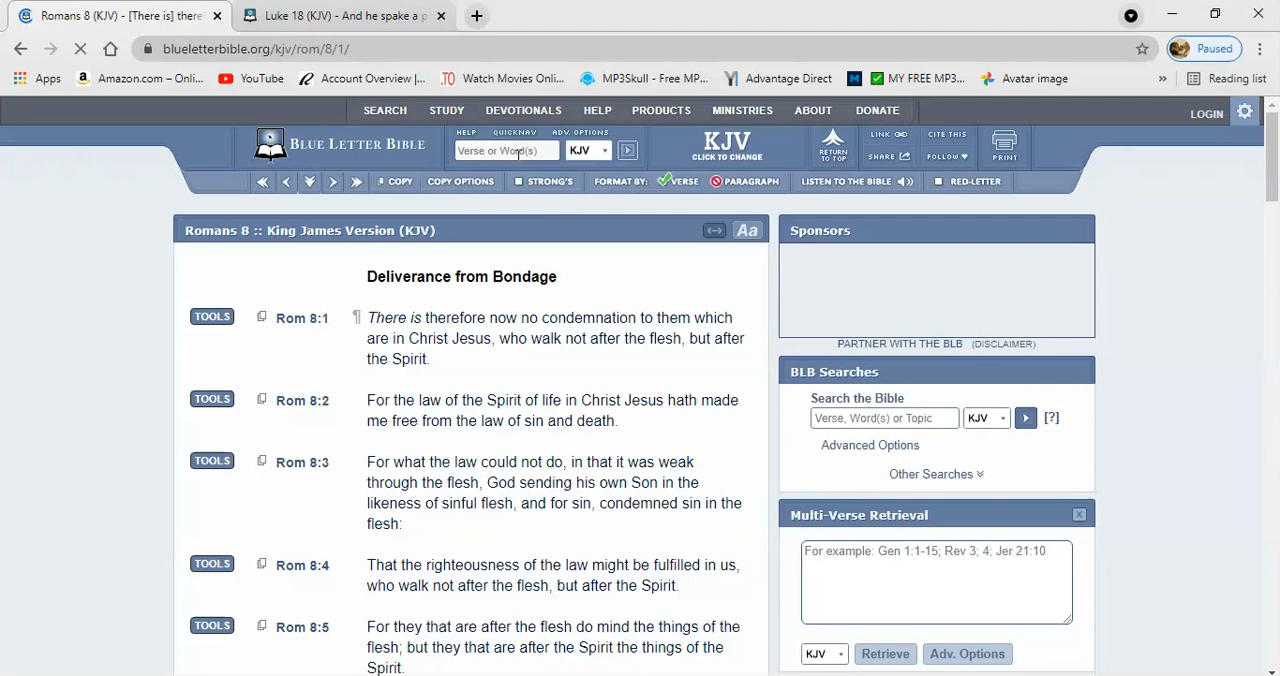 Romans 8 (KJV) - [There is] there
Luke 18 (KJV) - And he spake a p
blueletterbible.org/kjv/rom/8/1/
Paused
Apps
Amazon.com – Onli...
YouTube
Account Overview |...
Watch Movies Onli...
MP3Skull - Free MP...
Advantage Direct
MY FREE MP3...
Avatar image
»
Reading list
SEARCH
STUDY
DEVOTIONALS
HELP
PRODUCTS
MINISTRIES
ABOUT
DONATE
LOGIN
BLUE LETTER BIBLE
HELP
QUICKNAV
ADV. OPTIONS
Verse or Word(s)
KJV
KJV
CLICK TO CHANGE
RETURN
TO TOP
LINK
CITE THIS
SHARE
FOLLOW
PRINT
COPY
COPY OPTIONS
STRONG'S
FORMAT BY:
VERSE
PARAGRAPH
LISTEN TO THE BIBLE
RED-LETTER
Romans 8 :: King James Version (KJV)
Aa
Deliverance from Bondage
TOOLS
Rom 8:1
¶ There is therefore now no condemnation to them which
are in Christ Jesus, who walk not after the flesh, but after
the Spirit.
TOOLS
Rom 8:2
For the law of the Spirit of life in Christ Jesus hath made
me free from the law of sin and death.
TOOLS
Rom 8:3
For what the law could not do, in that it was weak
through the flesh, God sending his own Son in the
likeness of sinful flesh, and for sin, condemned sin in the
flesh:
TOOLS
Rom 8:4
That the righteousness of the law might be fulfilled in us,
who walk not after the flesh, but after the Spirit.
TOOLS
Rom 8:5
For they that are after the flesh do mind the things of the
flesh; but they that are after the Spirit the things of the
Spirit.
Sponsors
PARTNER WITH THE BLB (DISCLAIMER)
BLB Searches
Search the Bible
Verse, Word(s) or Topic
KJV
[?]
Advanced Options
Other Searches
Multi-Verse Retrieval
X
For example: Gen 1:1-15; Rev 3; 4; Jer 21:10
KJV
Retrieve
Adv. Options